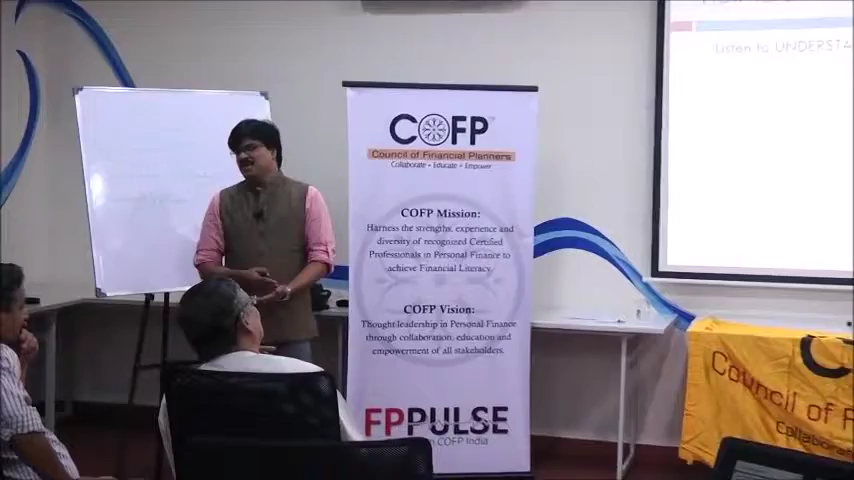 Listen to UNDERSTA
COFP
Council of Financial Planners
Collaborate • Educate • Empower
COFP Mission:
Harness the strengths, experience and
diversity of recognized Certified
Professionals in Personal Finance to
achieve Financial Literacy
COFP Vision:
Thought leadership in Personal Finance
through collaboration, education and
empowerment of all stakeholders.
FPPULSE
COFP India
CO
Council of F
Collabora